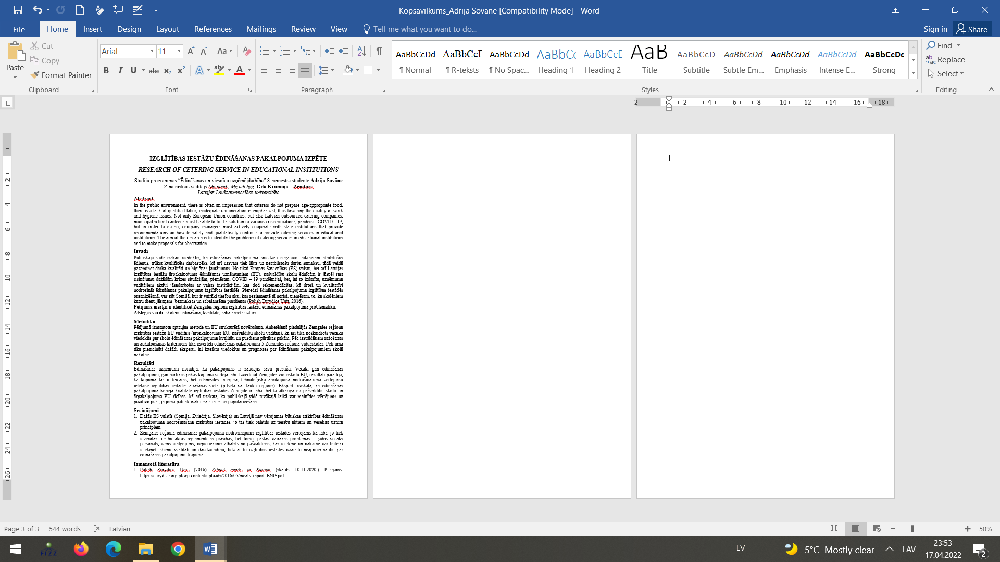 Kopsavilkums_Adrija Sovane [Compatibility Mode] - Word
File Home Insert Design Layout References Mailings Review View Tell me what you want to do... Sign in Share
Paste Cut Copy Format Painter
Arial 11
AaBbCcDd AaBbCcI AaBbCcDd AaBbC AaBbCcD AaB AaBbCcD AaBbCcDd AaBbCcDd AaBbCcDd AaBbCcDc
¶ Normal ¶ R-teksts ¶ No Spac... Heading 1 Heading 2 Title Subtitle Subtle Em... Emphasis Intense E... Strong
Find Replace Select
Clipboard Font Paragraph Styles Editing
2 2 4 6 8 10 12 14 16 18
IZGLĪTĪBAS IESTĀŽU ĒDINĀŠANAS PAKALPOJUMA IZPĒTE
RESEARCH OF CETERING SERVICE IN EDUCATIONAL INSTITUTIONS
Studiju programmas “Ēdināšanas un viesnīcu uzņēmējdarbība” 8. semestra studente Adrija Sovāne
Zinātniskais vadītājs Mg.paed., Mg.cib.hyg. Gita Krūmiņa – Zemture
Latvijas Lauksaimniecības universitāte
Abstract
In the public environment, there is often an impression that caterers do not prepare age-appropriate food,
there is a lack of qualified labor, inadequate remuneration is emphasized, thus lowering the quality of work
and hygiene issues. Not only European Union countries, but also Latvian outsourced catering companies,
municipal school canteens must be able to find a solution to various crisis situations, pandemic COVID - 19,
but in order to do so, company managers must actively cooperate with state institutions that provide
recommendations on how to safely and qualitatively continue to provide catering services in educational
institutions. The aim of the research is to identify the problems of catering services in educational institutions
and to make proposals for observation.
Ievads
Publiskajā vidē izskan viedoklis, ka ēdināšanas pakalpojuma sniedzēji negatavo laikmetam atbilstošus
ēdienus, trūkst kvalificēts darbaspēks, kā arī uzsvars tiek likts uz neatbilstošu darba samaksu, tādā veidā
pazeminot darba kvalitāti un higiēnas jautājumus. Ne tikai Eiropas Savienības (ES) valstu, bet arī Latvijas
izglītības iestāžu ārpakalpojuma ēdināšanas uzņēmumiem (EU), pašvaldību skolu ēdnīcām ir jāspēj rast
risinājumu dažādām krīzes situācijām, piemēram, COVID – 19 pandēmijai, bet, lai to izdarītu, uzņēmuma
vadītājiem aktīvi jāsadarbojas ar valsts institūcijām, kas dod rekomendācijas, kā droši un kvalitatīvi
nodrošināt ēdināšanas pakalpojumu izglītības iestādēs. Pieredzi ēdināšanas pakalpojuma izglītības iestādēs
organizēšanā, var gūt Somijā, kur ir vairāki tiesību akti, kas reglamentē tā norisi, piemēram, to, ka skolēniem
katru dienu jāsaņem bezmaksas un sabalansētas pusdienas (Polish Eurydice Unit, 2016).
Pētījuma mērķis ir identificēt Zemgales reģiona izglītības iestāžu ēdināšanas pakalpojuma problemātiku.
Atslēgas vārdi: skolēnu ēdināšana, kvalitāte, sabalansēts uzturs
Metodika
Pētījumā izmantota aptaujas metode un EU strukturētā novērošana. Anketēšanā piedalījās Zemgales reģiona
izglītības iestāžu EU vadītāji (ārpakalpojuma EU, pašvaldību skolu vadītāji), kā arī tika noskaidrots vecāku
viedoklis par skolu ēdināšanas pakalpojuma kvalitāti un pusdienu pārtikas pakām. Pēc izstrādātiem ražošanas
un apkalpošanas kritērijiem tika izvērtēti ēdināšanas pakalpojumi 5 Zemgales reģiona vidusskolās. Pētījumā
tika pieaicināti dažādi eksperti, lai izteiktu viedokļus un prognozes par ēdināšanas pakalpojumiem skolā
nākotnē.
Rezultāti
Ēdināšanas uzņēmumi norādīja, ka pakalpojums ir zaudējis savu prestižu. Vecāki gan ēdināšanas
pakalpojumu, gan pārtikas pakas kopumā vērtēja labi. Izvērtējot Zemgales vidusskolu EU, rezultāti parādīja,
ka kopumā tas ir teicams, bet ēdamzāles interjera, tehnoloģisko aprīkojuma nodrošinājuma vērtējumu
ietekmē izglītības iestādes atrašanās vieta (pilsēta vai lauku reģions). Eksperti uzskata, ka ēdināšanas
pakalpojuma kopējā kvalitāte izglītības iestādēs Zemgalē ir laba, bet tā atkarīga no pašvaldību skolu un
ārpakalpojuma EU rīcības, kā arī uzskata, ka publiskajā vidē tuvākajā laikā var mainīties vērtējums uz
pozitīvo pusi, ja joma pati aktīvāk iesaistīsies tās popularizēšanā.
Secinājumi
1. Dažās ES valstīs (Somija, Zviedrija, Slovēnija) un Latvijā nav vērojamas būtiskas atšķirības ēdināšanas
pakalpojuma nodrošināšanā izglītības iestādēs, jo tas tiek balstīts uz tiesību aktiem un veselīga uztura
principiem.
2. Zemgales reģiona ēdināšanas pakalpojuma nodrošinājums izglītības iestādēs vērtējams kā labs, jo tiek
ievērotas tiesību aktos reglamentētās prasības, bet tomēr pastāv vairākas problēmas - gados vecāks
personāls, zems atalgojums, nepietiekams atbalsts no pašvaldības, kas ietekmē un nākotnē var būtiski
ietekmēt ēdienu kvalitāti un daudzveidību, līdz ar to izglītības iestādēs izraisītu neapmierinātību par
ēdināšanas pakalpojumu kopumā.
Izmantotā literatūra
1. Polish Eurydice Unit (2016) School meals in Europe (skatīts 10.11.2020.) Pieejams:
https://eurydice.org.pl/wp-content/uploads/2016/05/meals_raport_ENG.pdf.
2 4 6 8 10 12 14 16 18 20 22 24 26
Page 3 of 3 544 words Latvian 50%
FIZZ LV 5°C Mostly clear LAV 23:53
17.04.2022 2